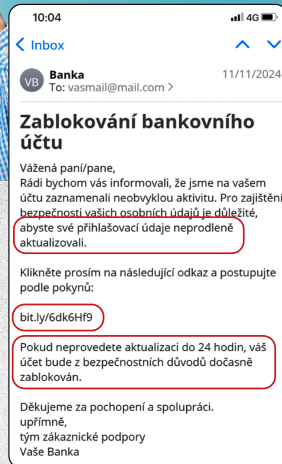 10:04
4G
Inbox
VB
Banka
11/11/2024
To: vasmail@mail.com >
Zablokování bankovního
účtu
Vážená paní/pane,
Rádi bychom vás informovali, že jsme na vašem
účtu zaznamenali neobvyklou aktivitu. Pro zajištění
bezpečnosti vašich osobních údajů je důležité,
abyste své přihlašovací údaje neprodleně
aktualizovali.
Klikněte prosím na následující odkaz a postupujte
podle pokynů:
bit.ly/6dk6Hf9
Pokud neprovedete aktualizaci do 24 hodin, váš
účet bude z bezpečnostních důvodů dočasně
zablokován.
Děkujeme za pochopení a spolupráci.
upřímně,
tým zákaznické podpory
Vaše Banka